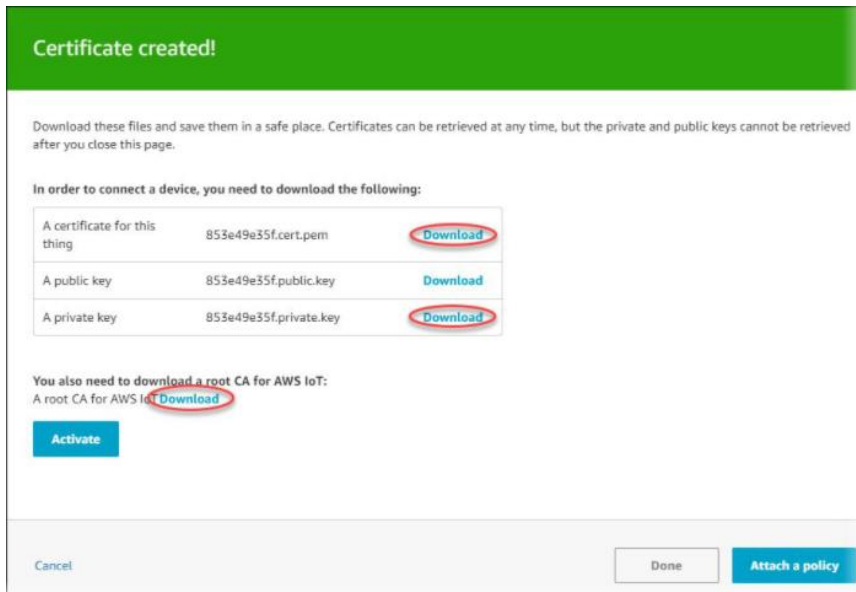 Certificate created!
Download these files and save them in a safe place. Certificates can be retrieved at any time, but the private and public keys cannot be retrieved
after you close this page.
In order to connect a device, you need to download the following:
A certificate for this
thing
853e49e35f.cert.pem
Download
A public key
853e49e35f.public.key
Download
A private key
853e49e35f.private.key
Download
You also need to download a root CA for AWS IoT:
A root CA for AWS IoT Download
Activate
Cancel
Done
Attach a policy